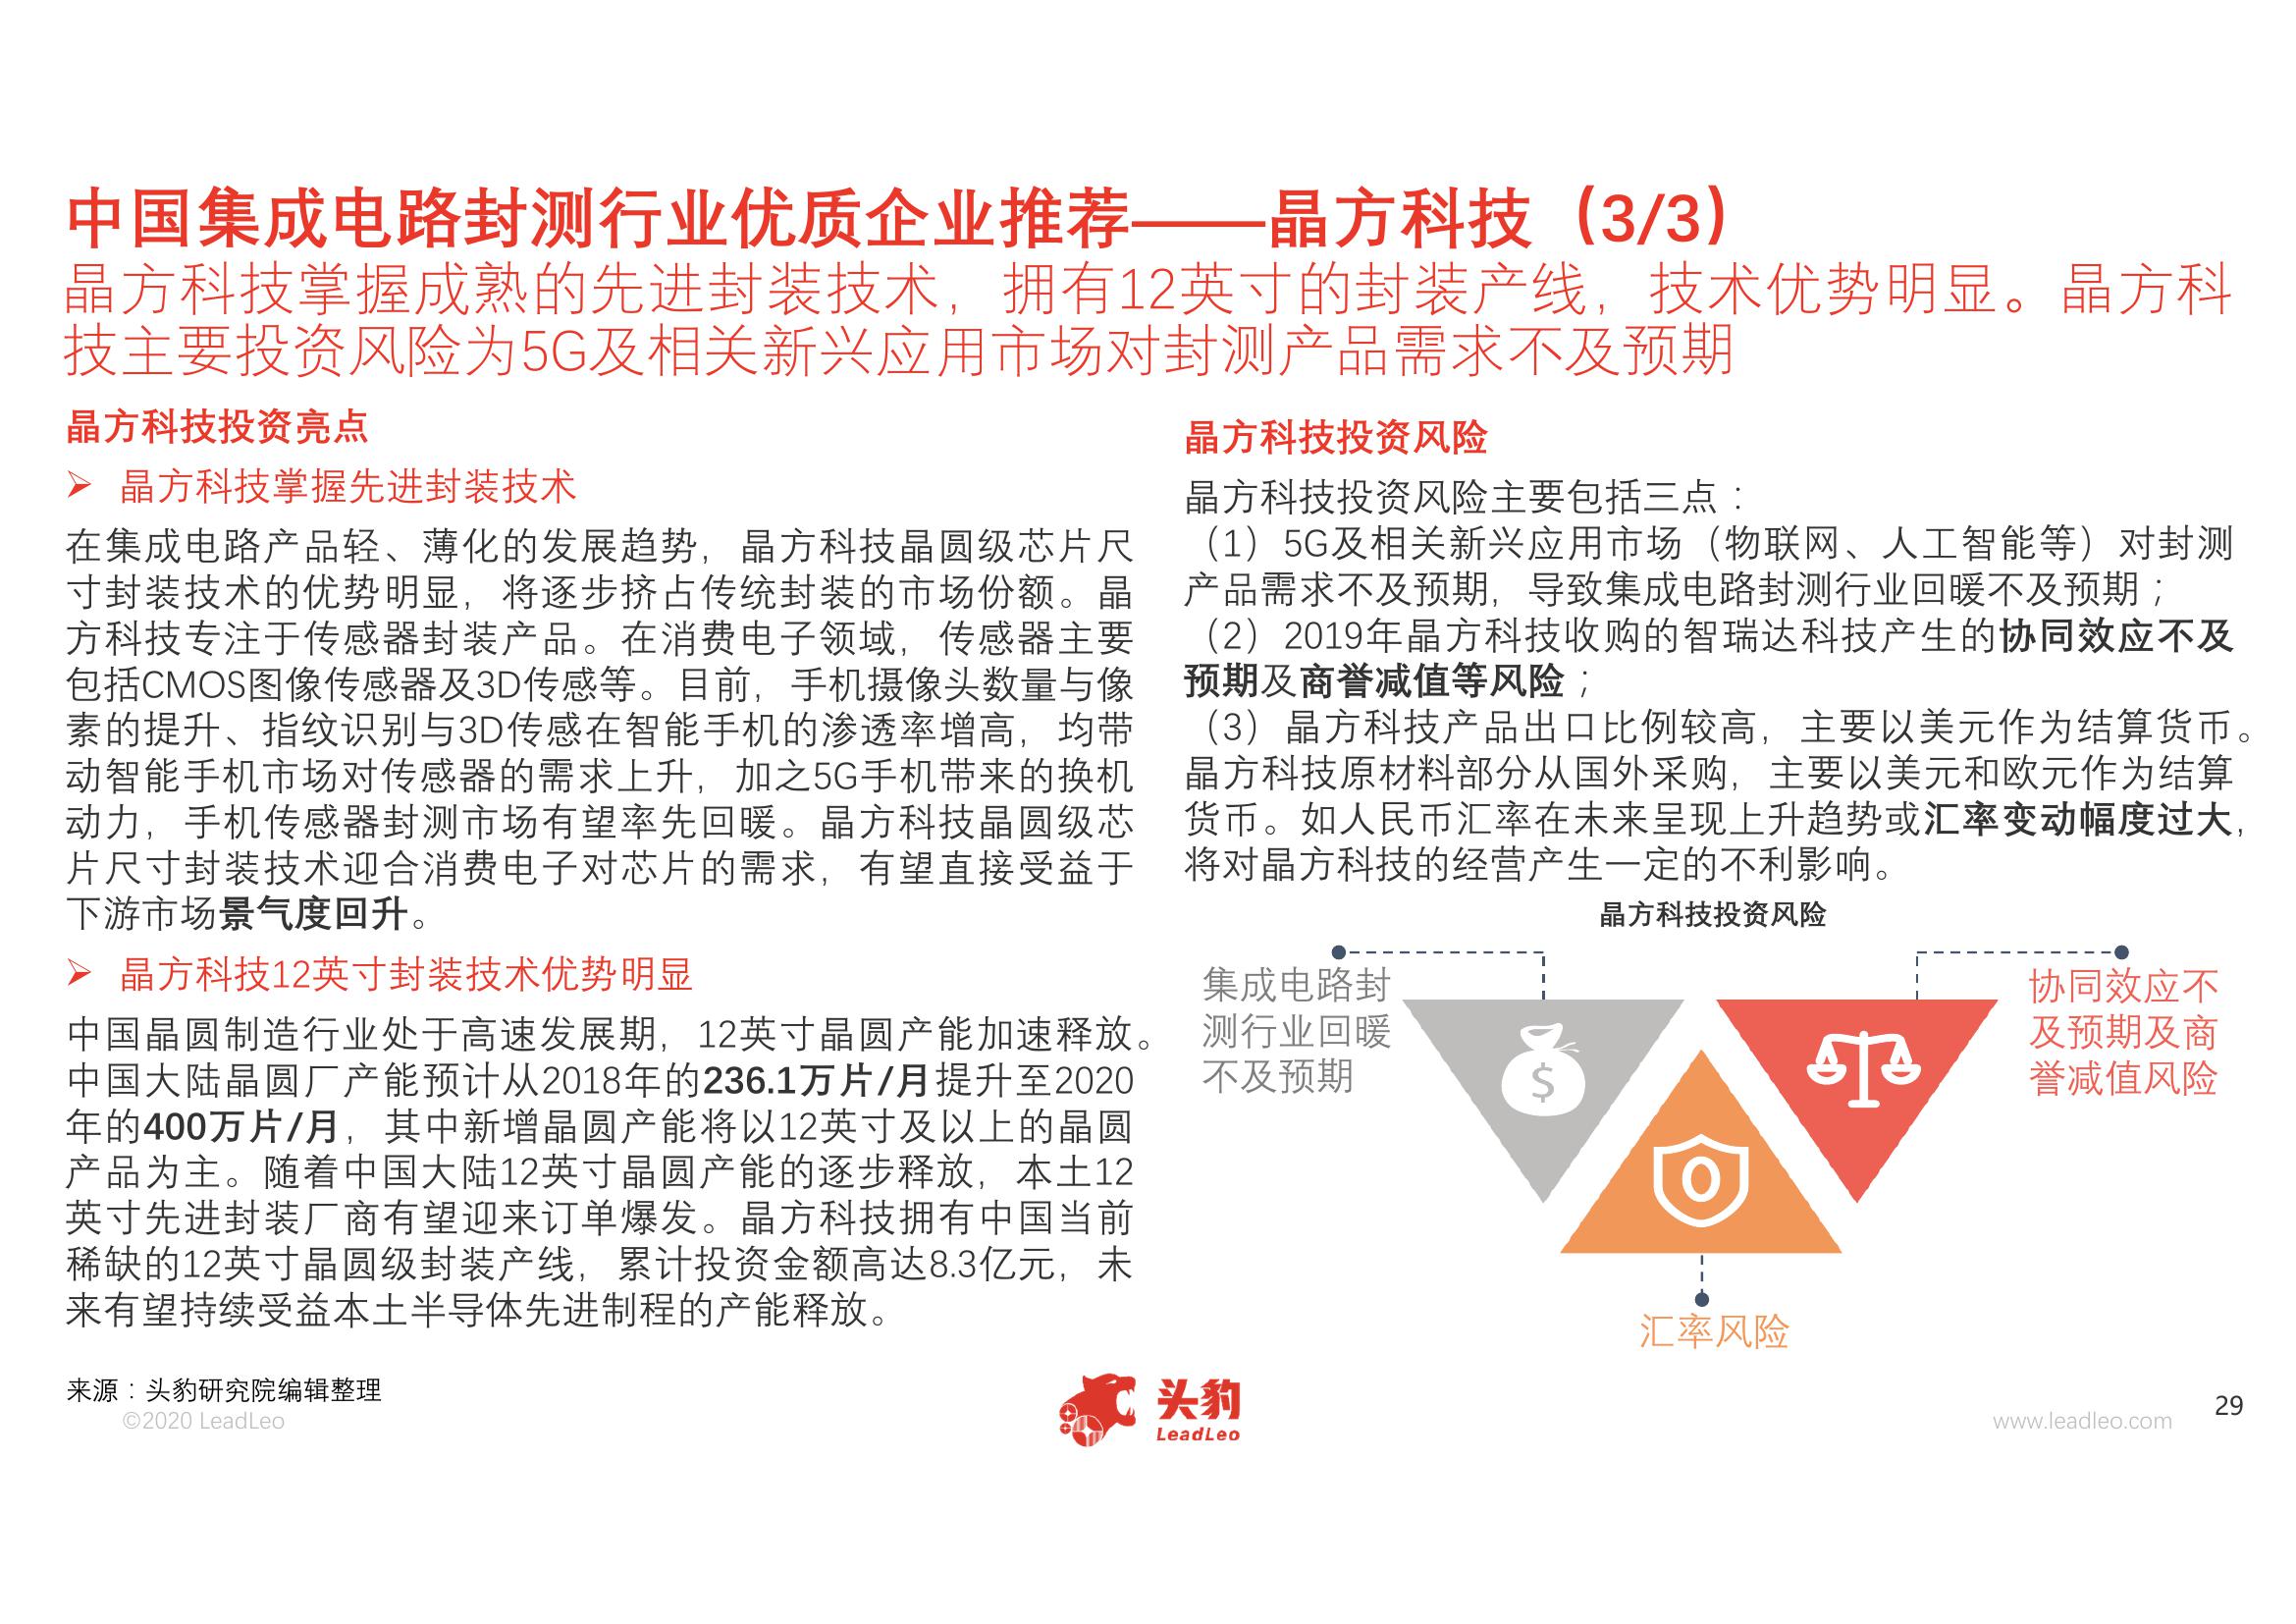 中国集成电路封测行业优质企业推荐——晶方科技（3/3）
晶方科技掌握成熟的先进封装技术，拥有12英寸的封装产线，技术优势明显。晶方科
技主要投资风险为5G及相关新兴应用市场对封测产品需求不及预期
晶方科技投资亮点
➢ 晶方科技掌握先进封装技术
在集成电路产品轻、薄化的发展趋势，晶方科技晶圆级芯片尺
寸封装技术的优势明显，将逐步挤占传统封装的市场份额。晶
方科技专注于传感器封装产品。在消费电子领域，传感器主要
包括CMOS图像传感器及3D传感等。目前，手机摄像头数量与像
素的提升、指纹识别与3D传感在智能手机的渗透率增高，均带
动智能手机市场对传感器的需求上升，加之5G手机带来的换机
动力，手机传感器封测市场有望率先回暖。晶方科技晶圆级芯
片尺寸封装技术迎合消费电子对芯片的需求，有望直接受益于
下游市场景气度回升。
➢ 晶方科技12英寸封装技术优势明显
中国晶圆制造行业处于高速发展期，12英寸晶圆产能加速释放。
中国大陆晶圆厂产能预计从2018年的236.1万片/月提升至2020
年的400万片/月，其中新增晶圆产能将以12英寸及以上的晶圆
产品为主。随着中国大陆12英寸晶圆产能的逐步释放，本土12
英寸先进封装厂商有望迎来订单爆发。晶方科技拥有中国当前
稀缺的12英寸晶圆级封装产线，累计投资金额高达8.3亿元，未
来有望持续受益本土半导体先进制程的产能释放。
晶方科技投资风险
晶方科技投资风险主要包括三点：
（1）5G及相关新兴应用市场（物联网、人工智能等）对封测
产品需求不及预期，导致集成电路封测行业回暖不及预期；
（2）2019年晶方科技收购的智瑞达科技产生的协同效应不及
预期及商誉减值等风险；
（3）晶方科技产品出口比例较高，主要以美元作为结算货币。
晶方科技原材料部分从国外采购，主要以美元和欧元作为结算
货币。如人民币汇率在未来呈现上升趋势或汇率变动幅度过大，
将对晶方科技的经营产生一定的不利影响。
晶方科技投资风险
集成电路封
测行业回暖
不及预期
$
协同效应不
及预期及商
誉减值风险
汇率风险
来源：头豹研究院编辑整理
©2020 LeadLeo
头豹
LeadLeo
www.leadleo.com
29